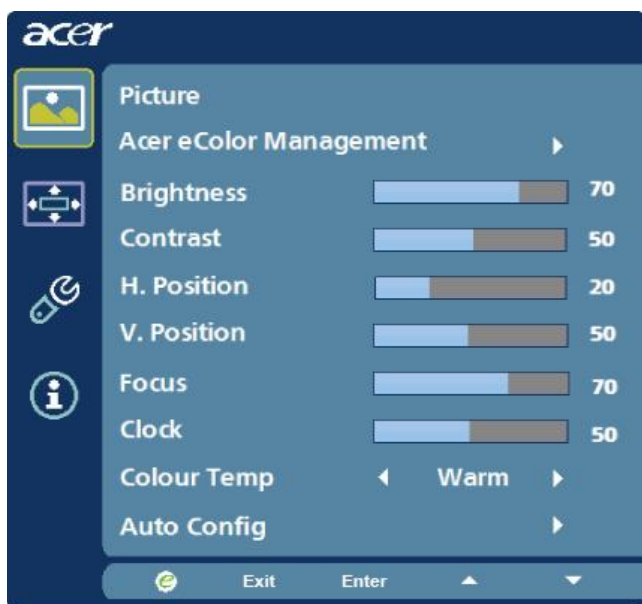 acer
Picture
Acer eColor Management
Brightness 70
Contrast 50
H. Position 20
V. Position 50
Focus 70
Clock 50
Colour Temp Warm
Auto Config
e Exit Enter